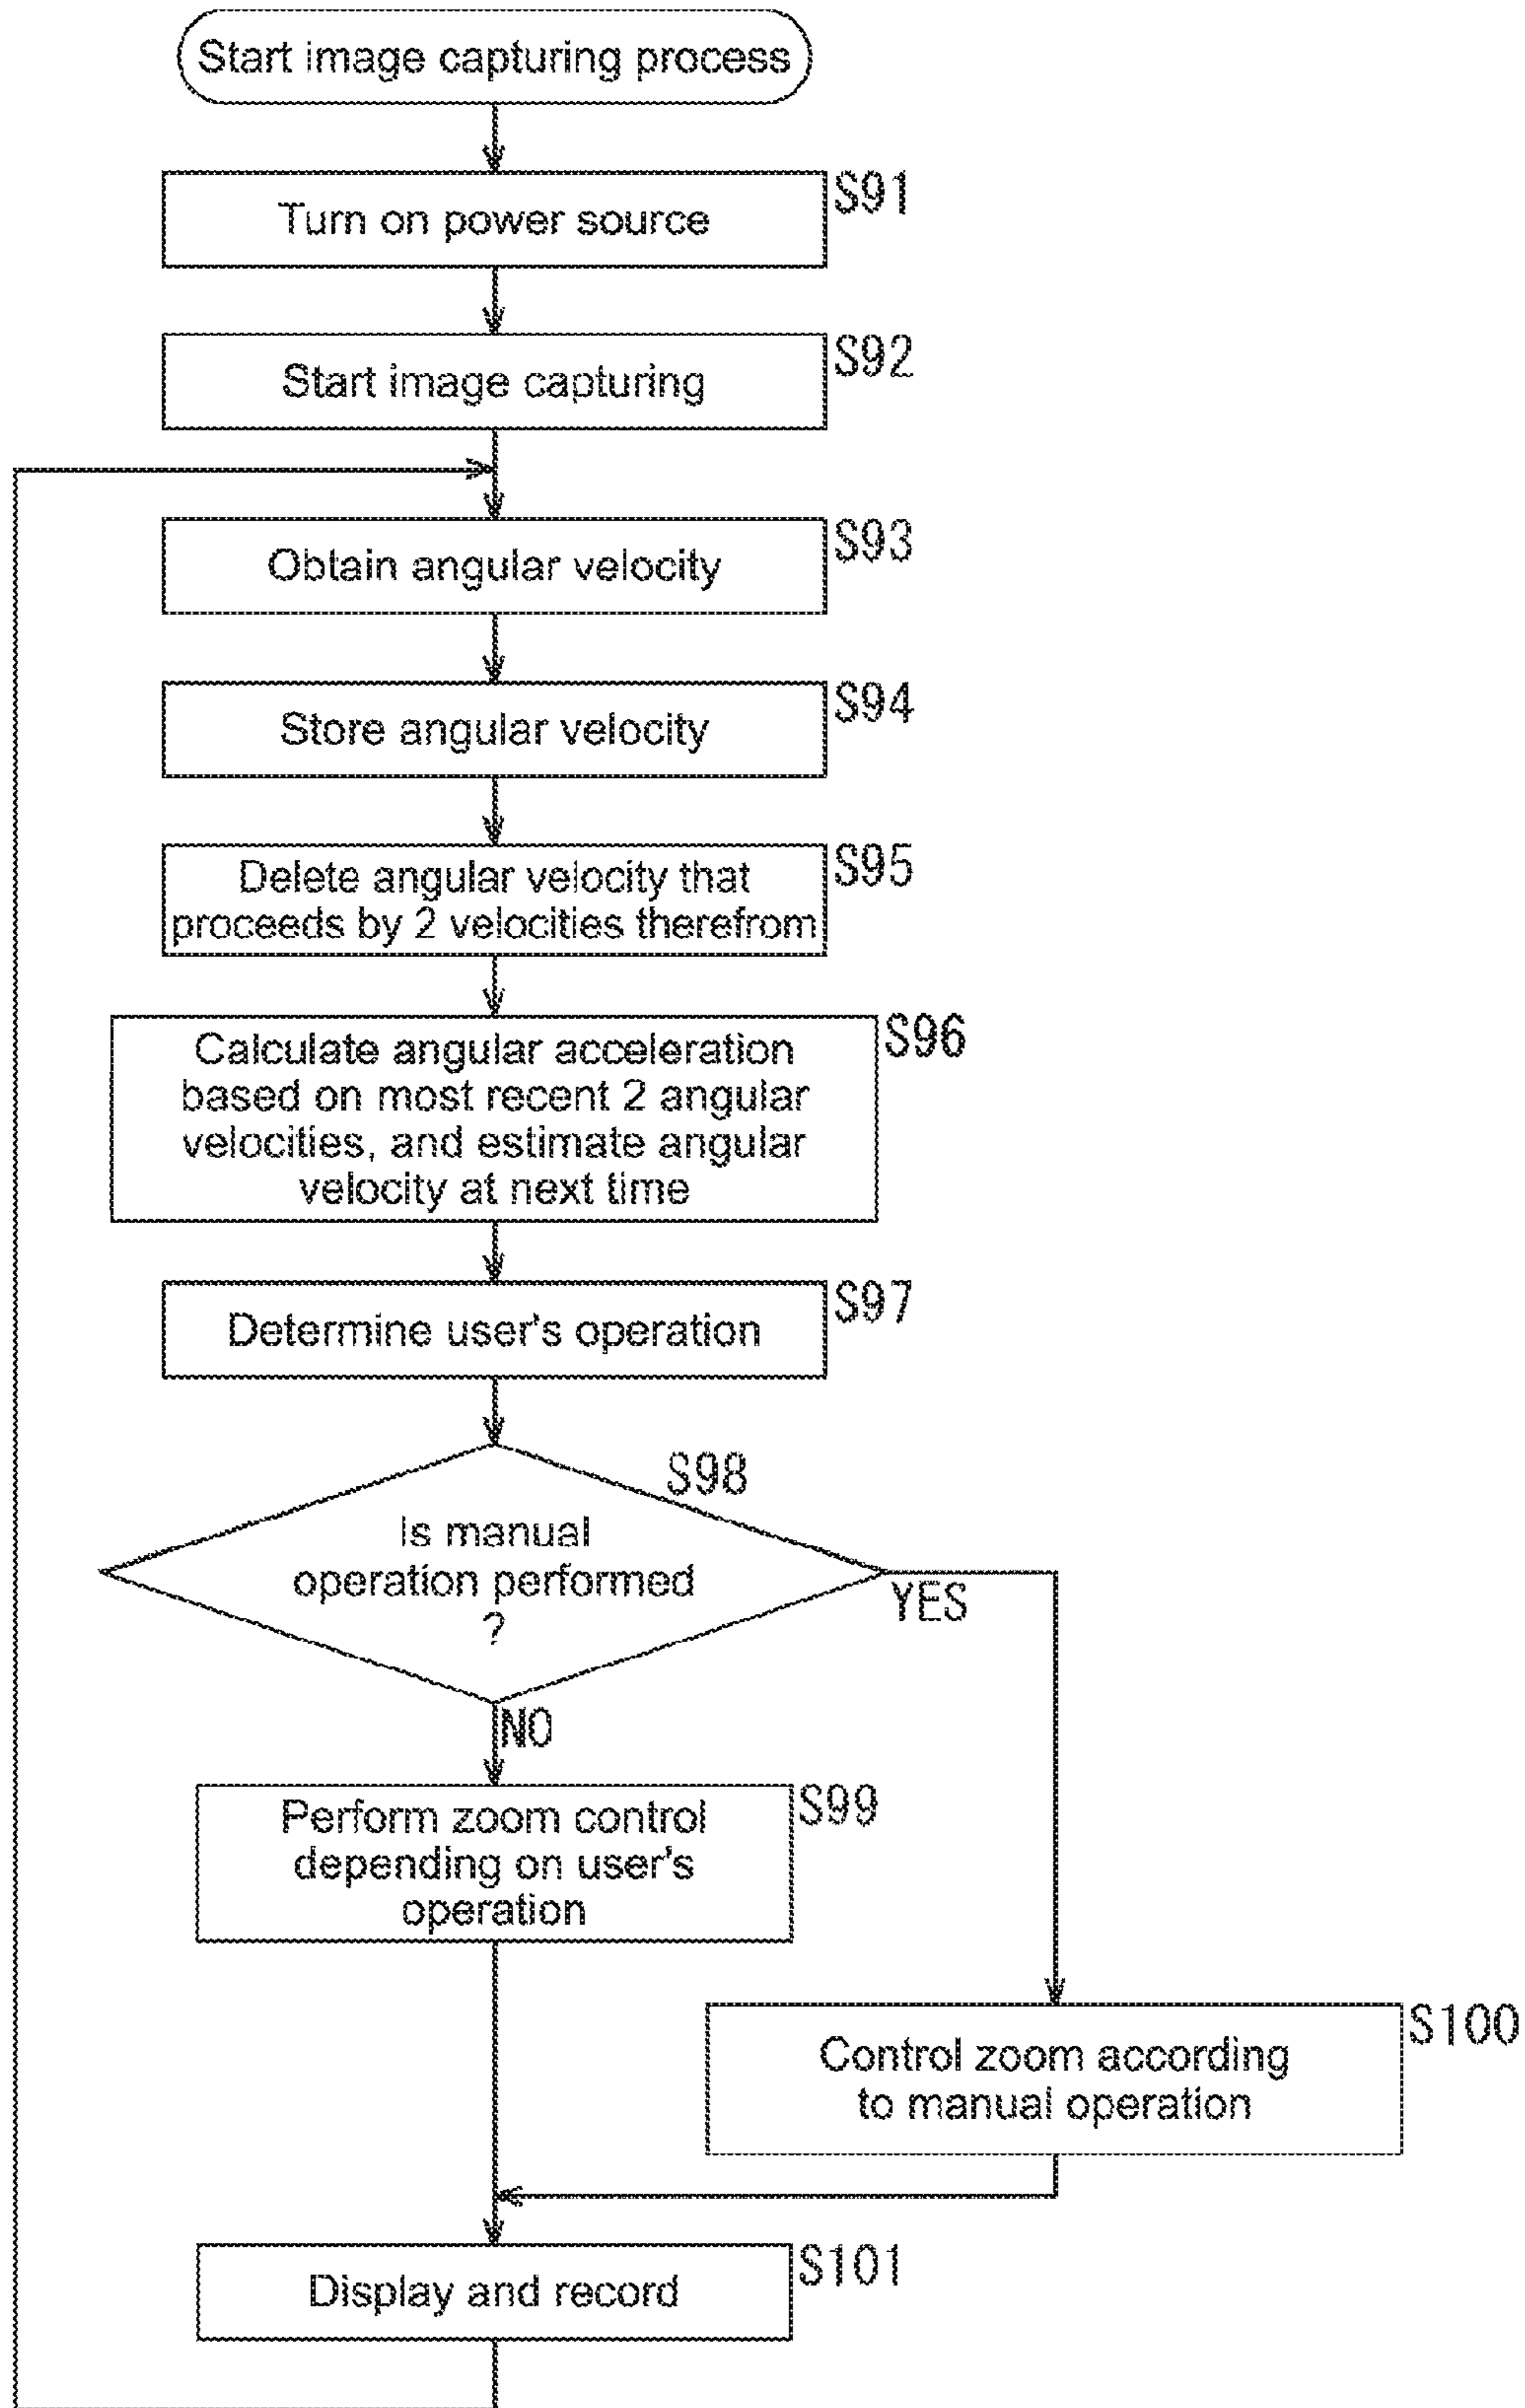 Start image capturing process
S91
Turn on power source
S92
Start image capturing
S93
Obtain angular velocity
S94
Store angular velocity
S95
Delete angular velocity that
proceeds by 2 velocities therefrom
S96
Calculate angular acceleration
based on most recent 2 angular
velocities, and estimate angular
velocity at next time
S97
Determine user's operation
S98
Is manual
operation performed
?
YES
NO
S99
Perform zoom control
depending on user's
operation
S100
Control zoom according
to manual operation
S101
Display and record